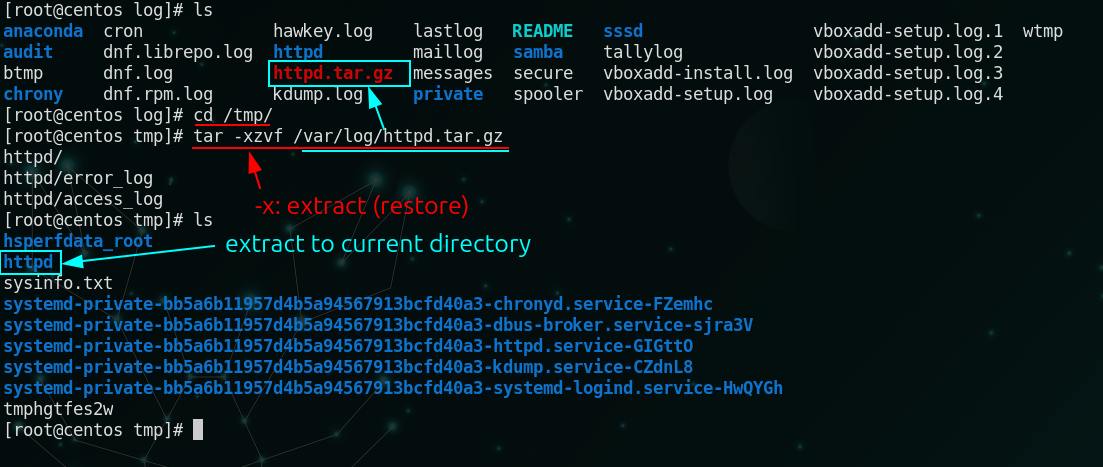 [root@centos log]# ls
anaconda cron hawkey.log lastlog README sssd vboxadd-setup.log.1 wtmp
audit dnf.librepo.log httpd maillog samba tallylog vboxadd-setup.log.2
btmp dnf.log httpd.tar.gz messages secure vboxadd-install.log vboxadd-setup.log.3
chrony dnf.rpm.log kdump.log private spooler vboxadd-setup.log vboxadd-setup.log.4
[root@centos log]# cd /tmp/
[root@centos tmp]# tar -xzvf /var/log/httpd.tar.gz
httpd/
httpd/error_log
httpd/access_log
-x: extract (restore)
[root@centos tmp]# ls
hsperfdata_root
extract to current directory
httpd
sysinfo.txt
systemd-private-bb5a6b11957d4b5a94567913bcfd40a3-chronyd.service-FZemhc
systemd-private-bb5a6b11957d4b5a94567913bcfd40a3-dbus-broker.service-sjra3V
systemd-private-bb5a6b11957d4b5a94567913bcfd40a3-httpd.service-GIGttO
systemd-private-bb5a6b11957d4b5a94567913bcfd40a3-kdump.service-CZdnL8
systemd-private-bb5a6b11957d4b5a94567913bcfd40a3-systemd-logind.service-HwQYGh
tmphgtfes2w
[root@centos tmp]#